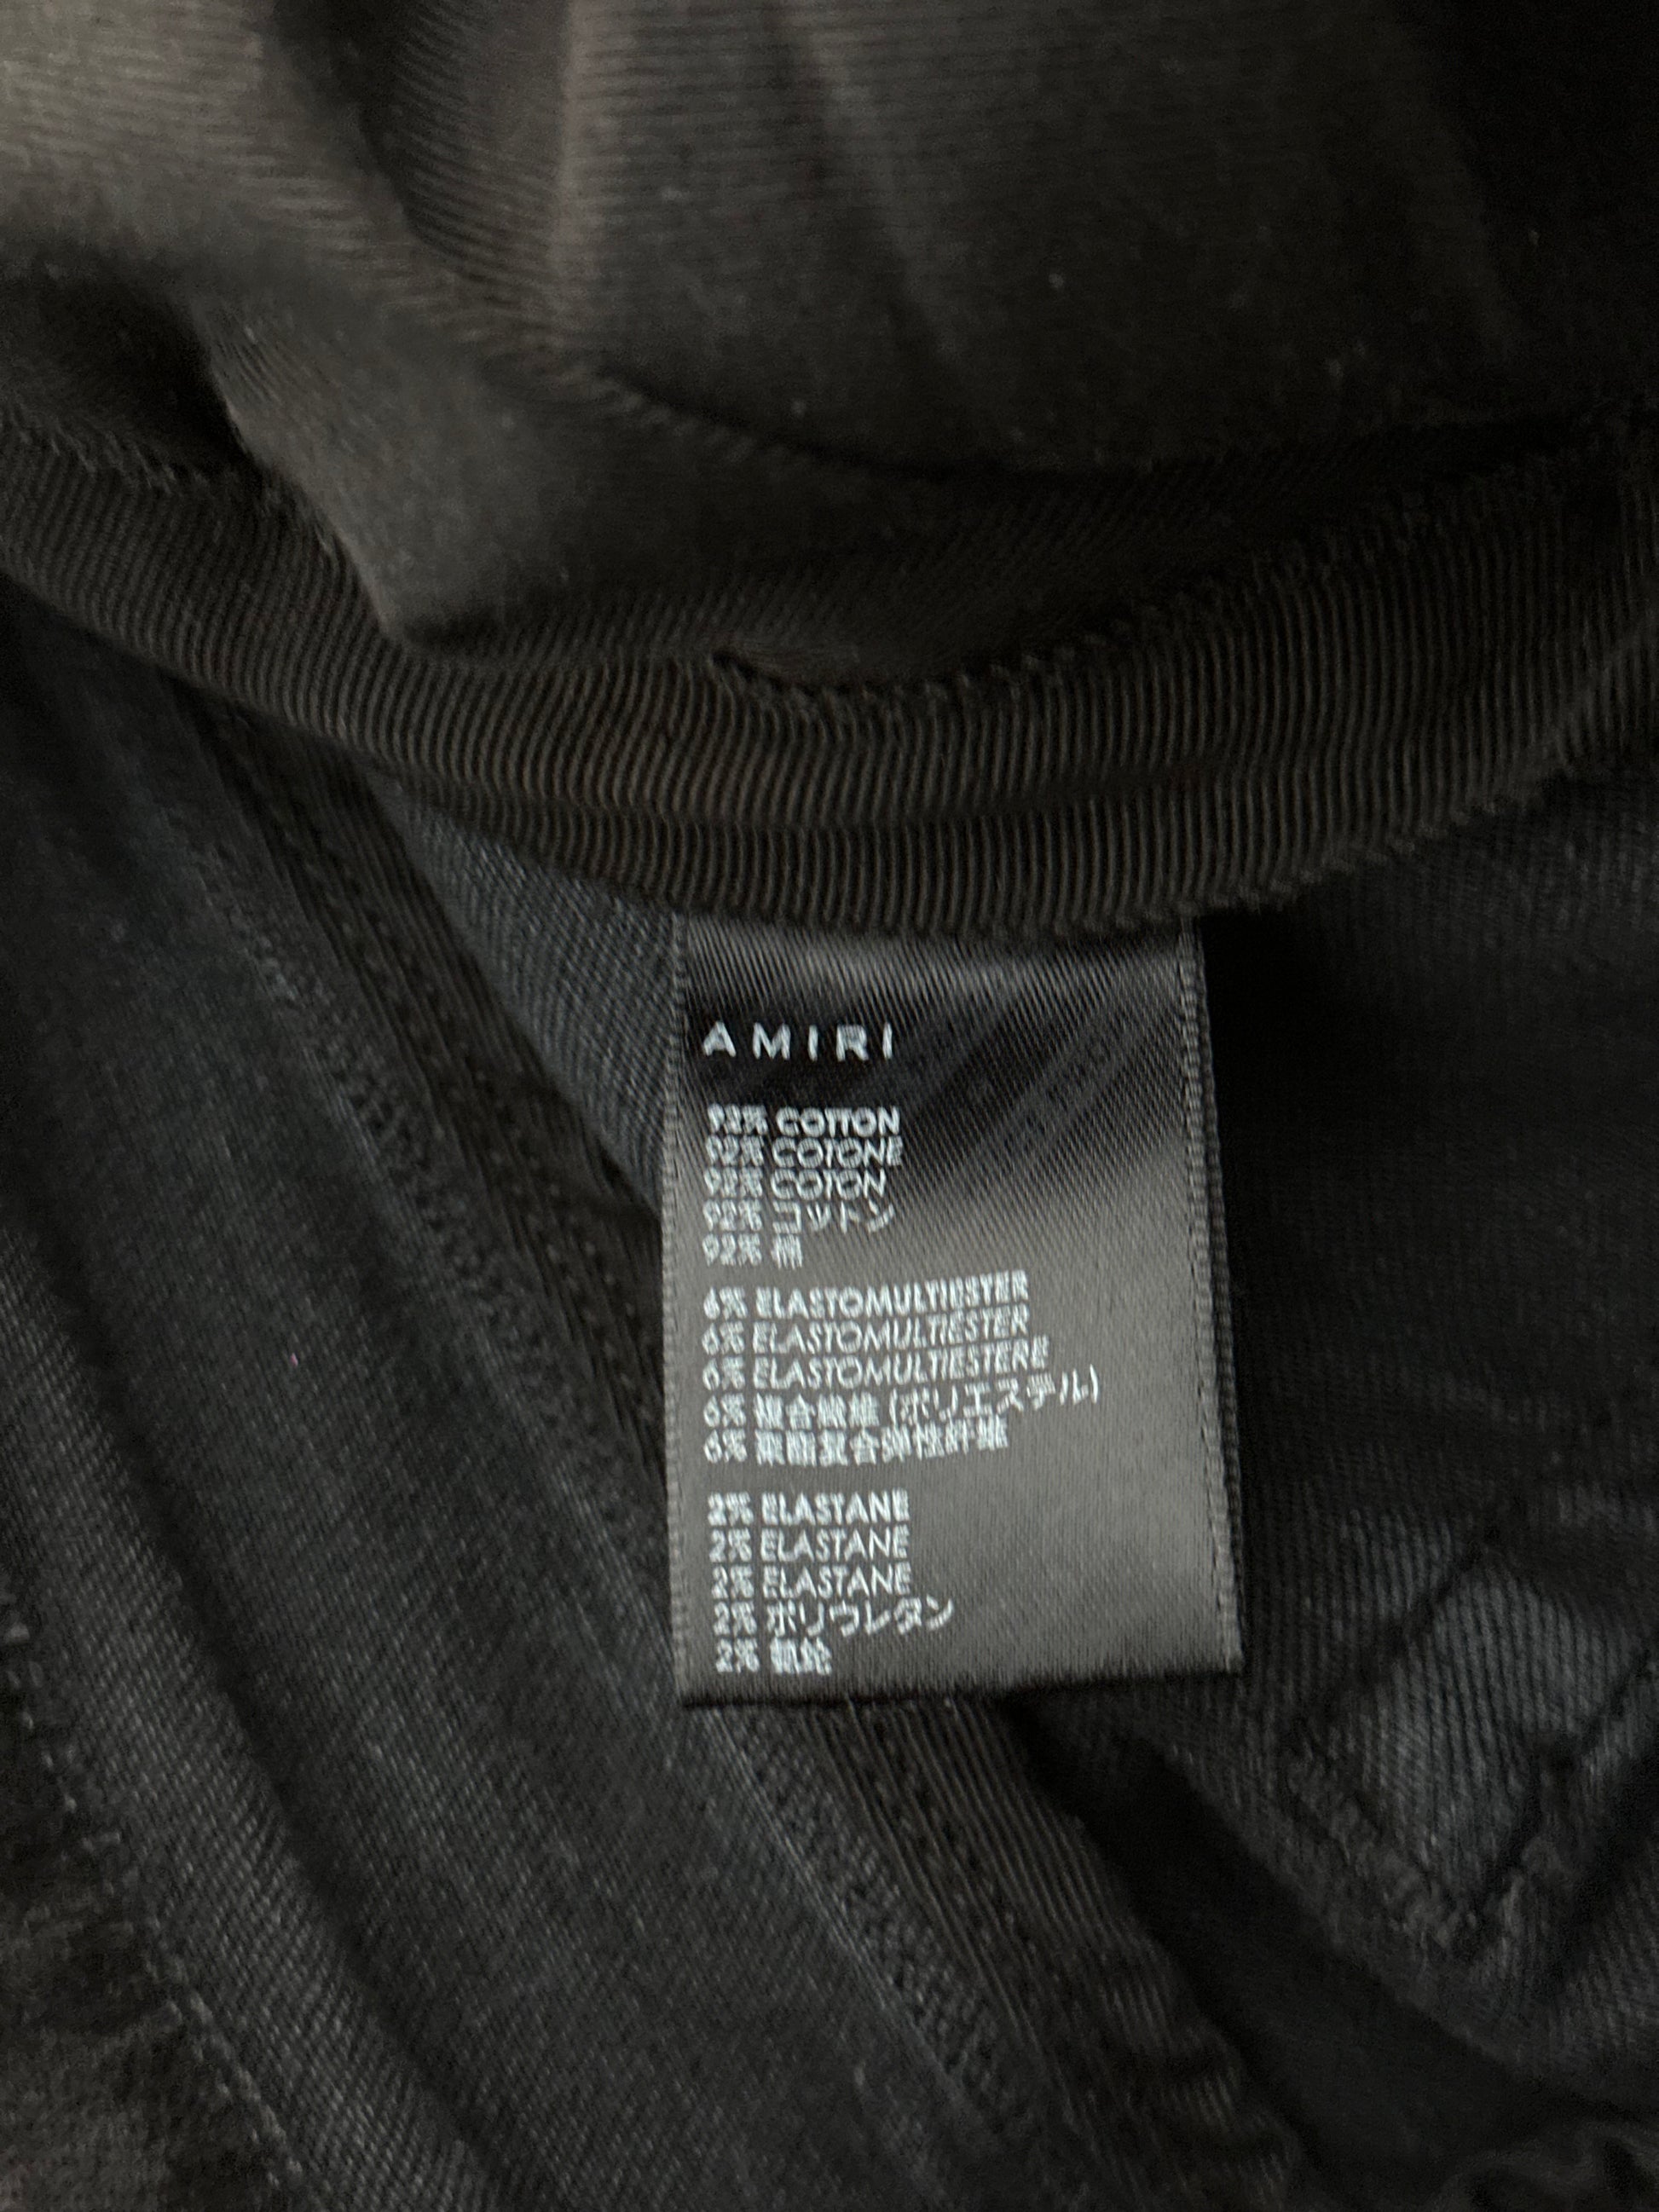 AMIRI
92% COTTON
92% COTONE
92% COTON
92% コットン
92% 棉
6% ELASTOMULTIESTER
6% ELASTOMULTIESTER
6% ELASTOMULTIESTERE
6% 複合繊維 (ポリエステル)
6% 聚酯复合弹性纤维
2% ELASTANE
2% ELASTANE
2% ELASTANE
2% ポリウレタン
2% 氨纶